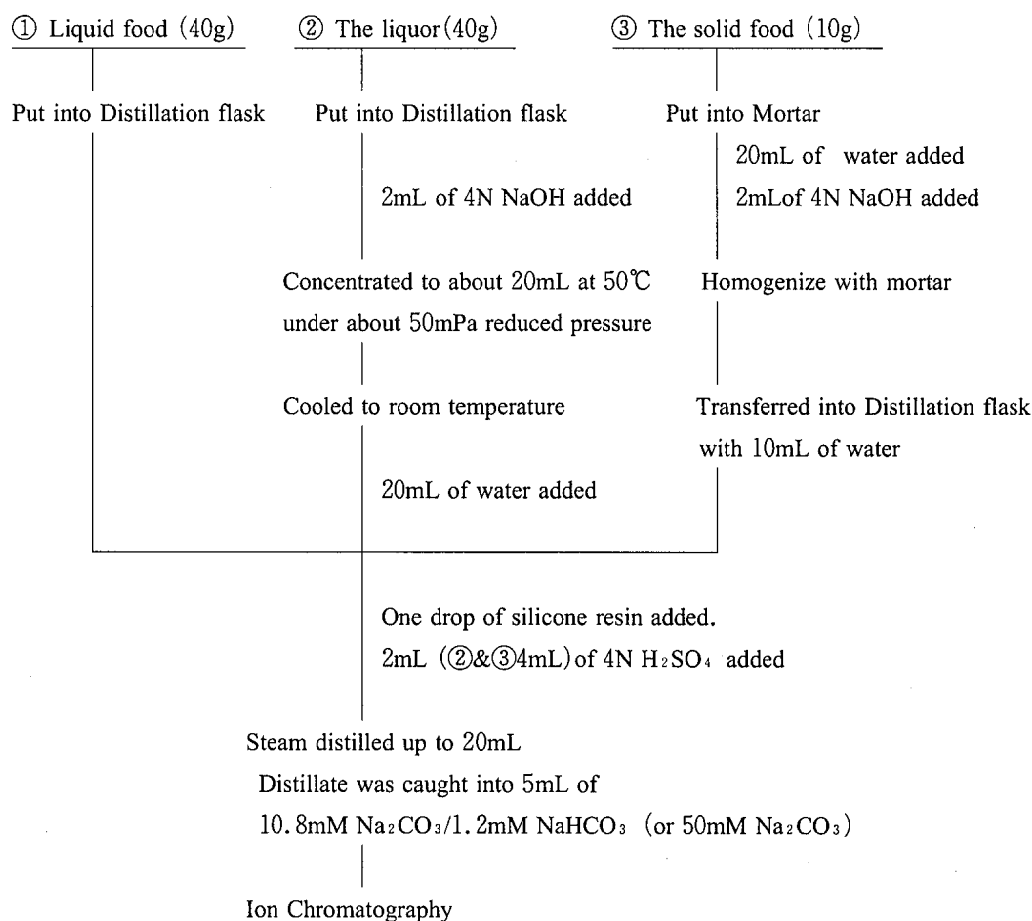 ① Liquid food (40g) ② The liquor(40g) ③ The solid food (10g)
Put into Distillation flask Put into Distillation flask Put into Mortar
20mL of water added
2mL of 4N NaOH added 2mLof 4N NaOH added
Concentrated to about 20mL at 50℃ Homogenize with mortar
under about 50mPa reduced pressure
Cooled to room temperature Transferred into Distillation flask
with 10mL of water
20mL of water added
One drop of silicone resin added.
2mL (②&③4mL) of 4N H₂SO₄ added
Steam distilled up to 20mL
Distillate was caught into 5mL of
10.8mM Na₂CO₃/1.2mM NaHCO₃ (or 50mM Na₂CO₃)
Ion Chromatography